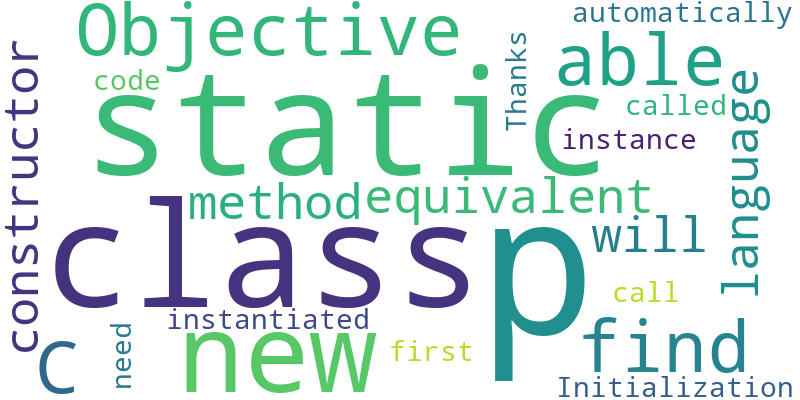 automatically
Objective
able
Thanks
code
static
called
constructor
instance
language
method
equivalent
class
p
will
call
instantiated
need
new
first
find
C
Initialization